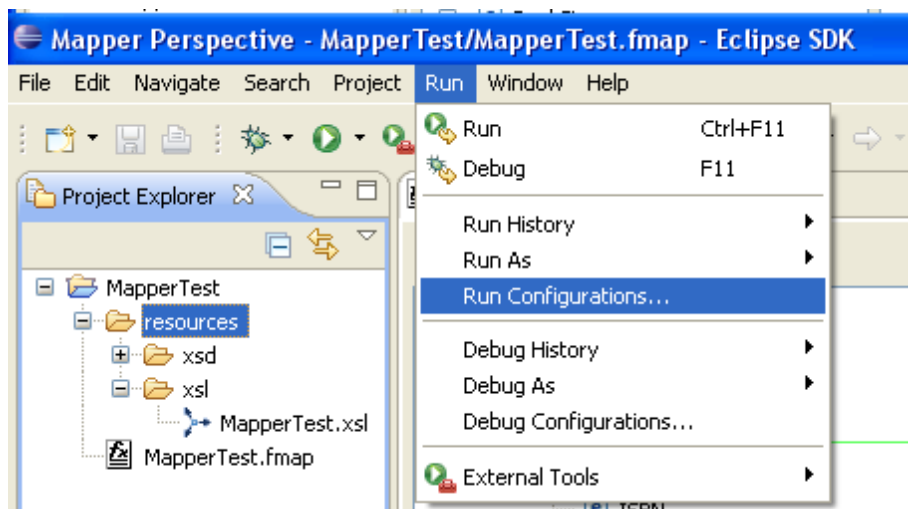 Mapper Perspective - MapperTest/MapperTest.fmap - Eclipse SDK
File Edit Navigate Search Project Run Window Help
Run Ctrl+F11
Debug F11
Project Explorer
Run History
Run As
MapperTest
Run Configurations...
resources
Debug History
xsd
Debug As
xsl
Debug Configurations...
MapperTest.xsl
MapperTest.fmap
External Tools